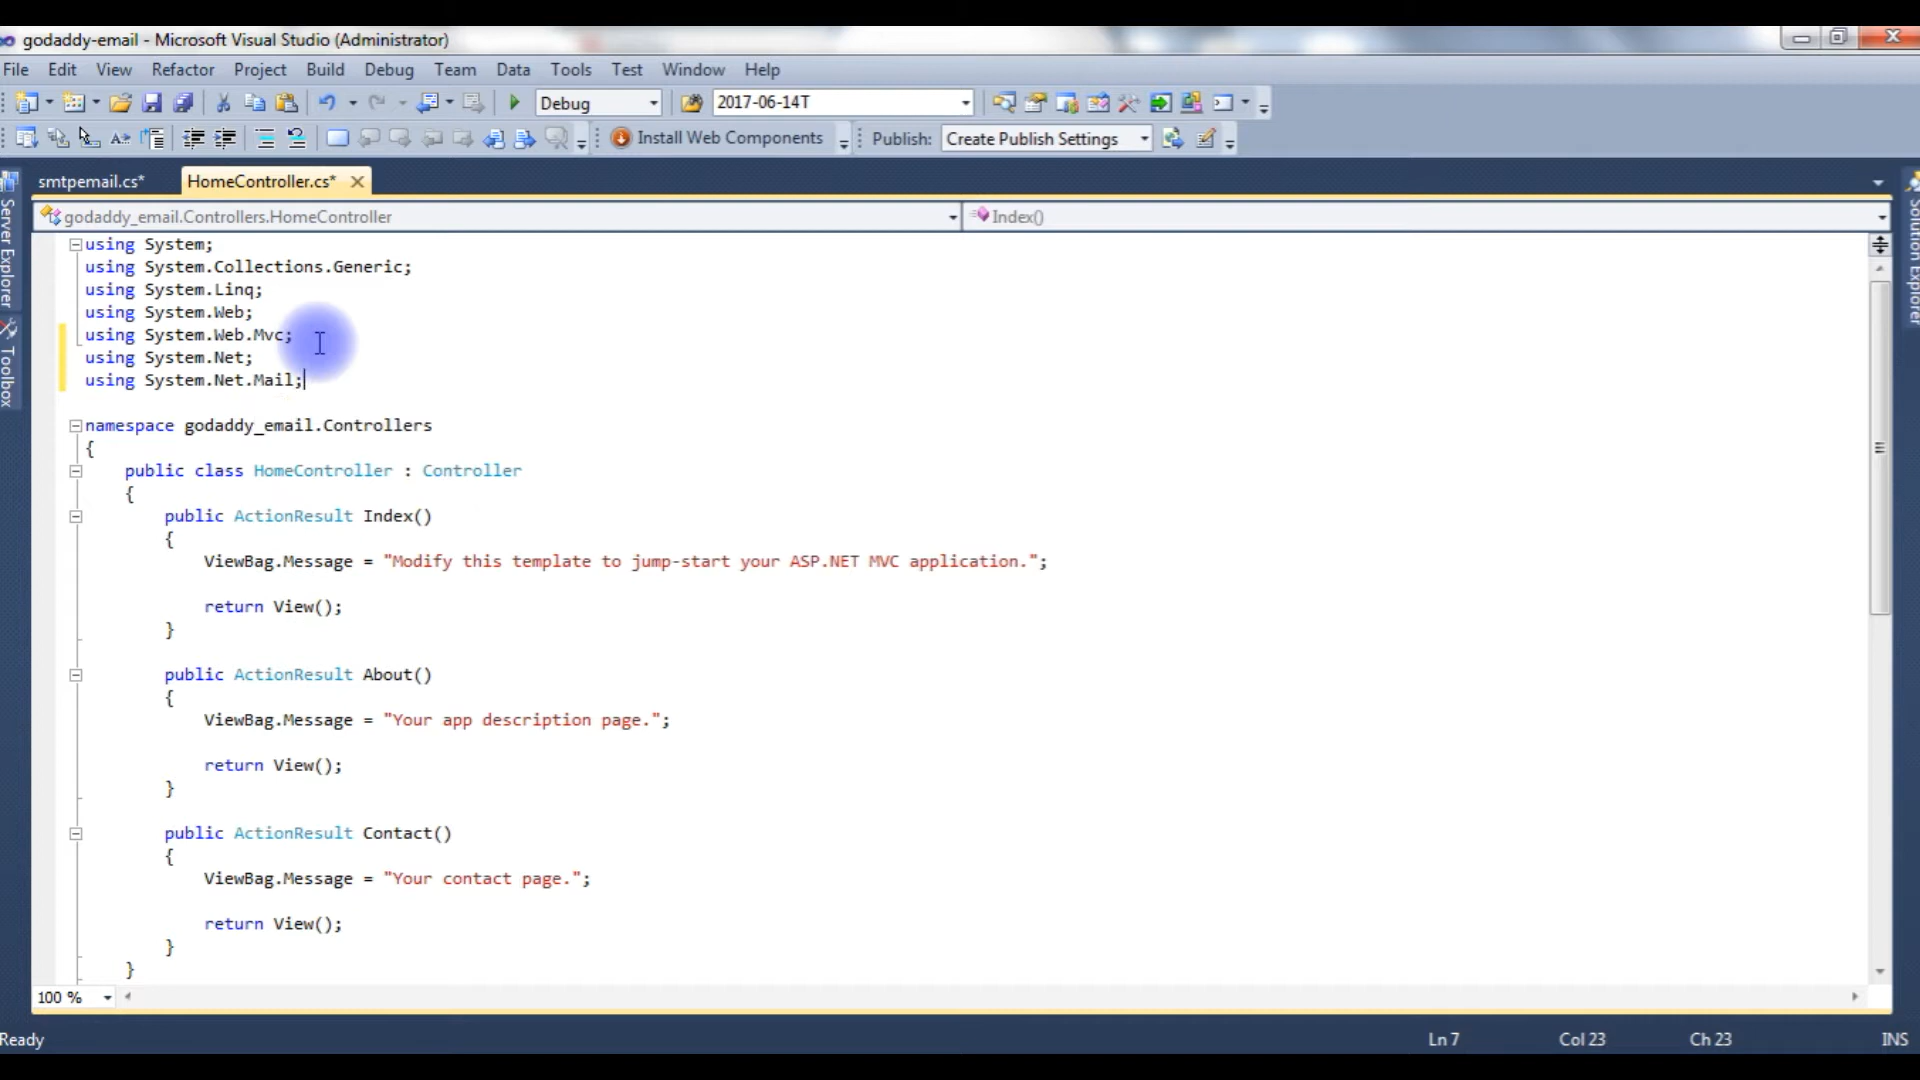 godaddy-email - Microsoft Visual Studio (Administrator)
File Edit View Refactor Project Build Debug Team Data Tools Test Window Help
Debug 2017-06-14T
Install Web Components Publish: Create Publish Settings
smtpemail.cs* HomeController.cs*
godaddy_email.Controllers.HomeController Index()
Server Explorer
Toolbox
Solution Explorer
using System;
using System.Collections.Generic;
using System.Linq;
using System.Web;
using System.Web.Mvc;
using System.Net;
using System.Net.Mail;
namespace godaddy_email.Controllers
{
public class HomeController : Controller
{
public ActionResult Index()
{
ViewBag.Message = "Modify this template to jump-start your ASP.NET MVC application.";
return View();
}
public ActionResult About()
{
ViewBag.Message = "Your app description page.";
return View();
}
public ActionResult Contact()
{
ViewBag.Message = "Your contact page.";
return View();
}
}
100 %
Ready Ln 7 Col 23 Ch 23 INS